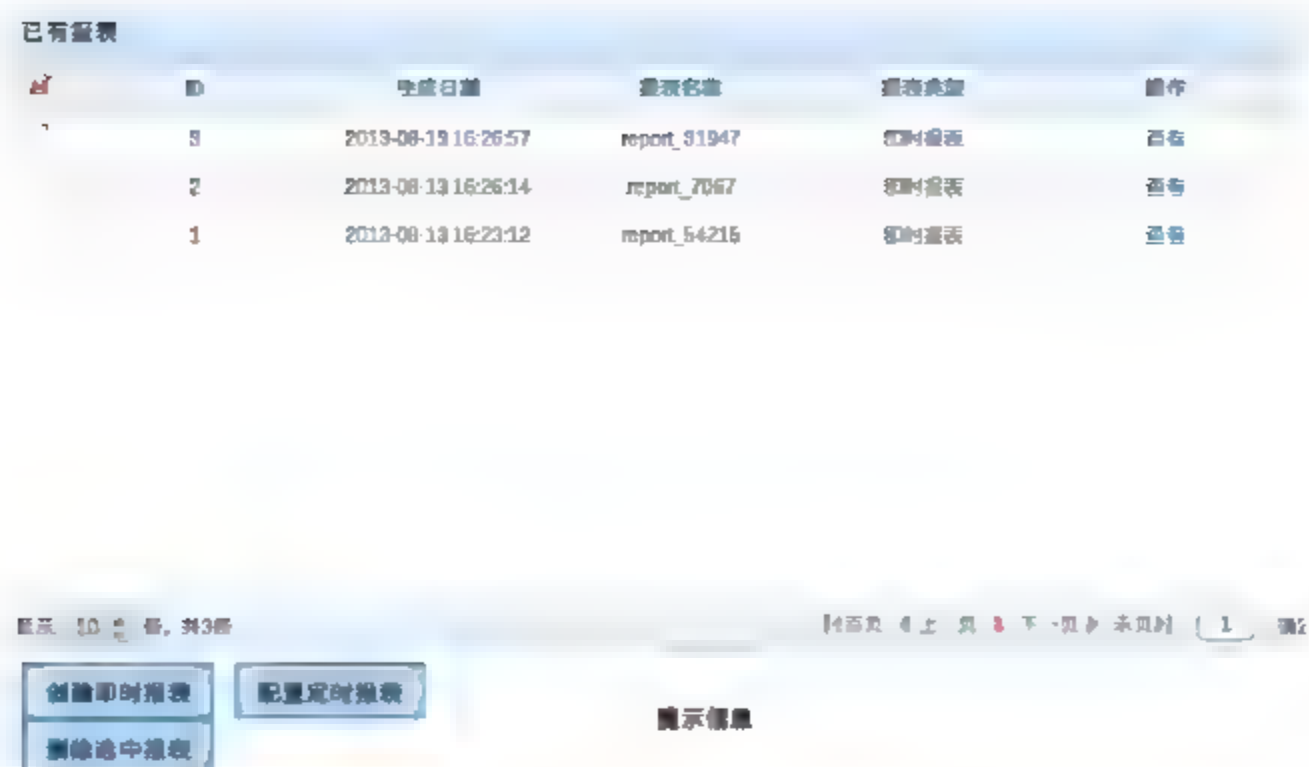 已有报表
ID 生成日期 报表名称 报表类型 操作
3 2013-08-13 16:26:57 report_31947 即时报表 查看
2 2013-08-13 16:26:14 report_7067 即时报表 查看
1 2013-08-13 16:23:12 report_54215 即时报表 查看
显示 10 条, 共3条 首页 上一页 1 下一页 末页 1
创建即时报表 配置定时报表
提示信息
删除选中报表